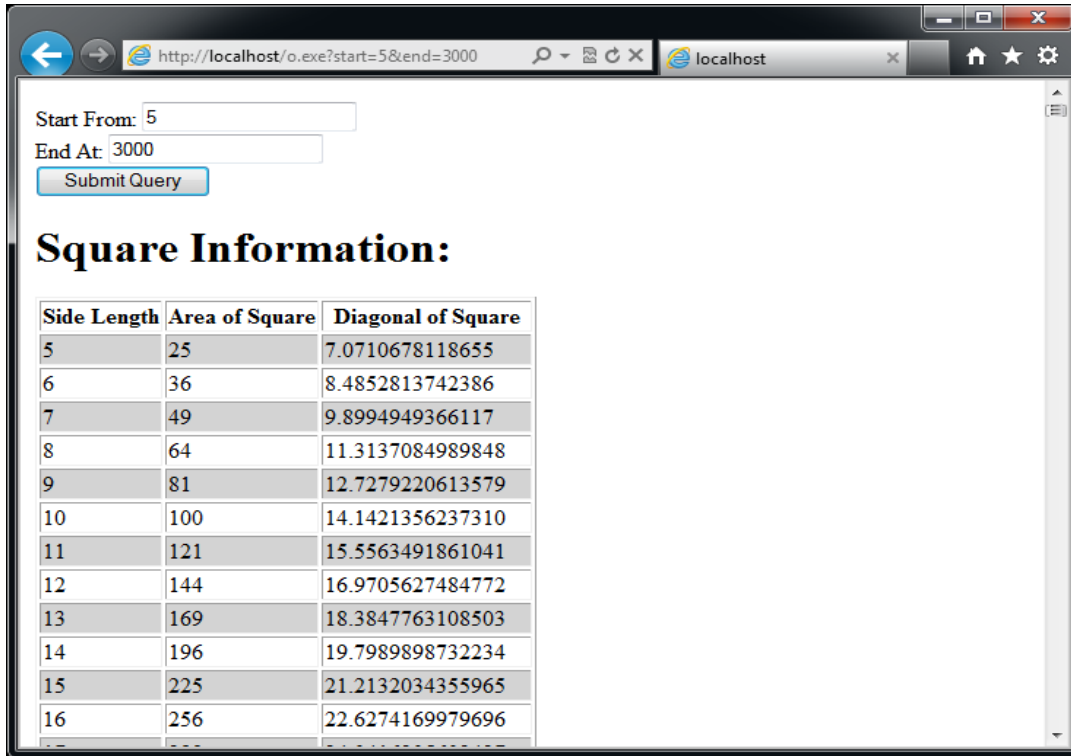 http://localhost/o.exe?start=5&end=3000
localhost
Start From: 5
End At: 3000
Submit Query
Square Information:
Side Length Area of Square Diagonal of Square
5 25 7.0710678118655
6 36 8.4852813742386
7 49 9.8994949366117
8 64 11.3137084989848
9 81 12.7279220613579
10 100 14.1421356237310
11 121 15.5563491861041
12 144 16.9705627484772
13 169 18.3847763108503
14 196 19.7989898732234
15 225 21.2132034355965
16 256 22.6274169979696